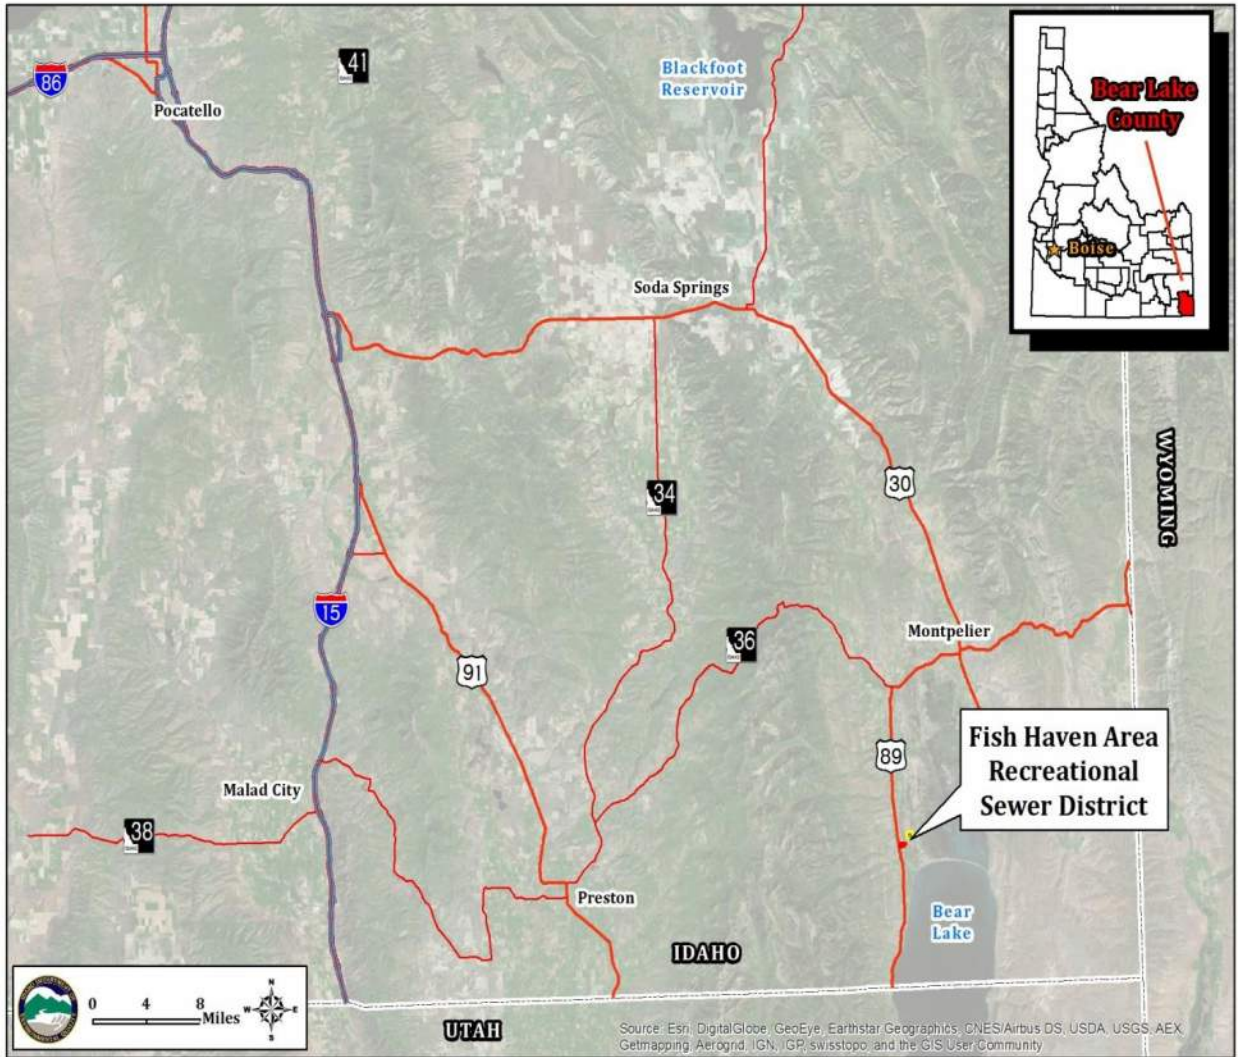 86
Pocatello
41
Blackfoot
Reservoir
Bear Lake
County
Boise
Soda Springs
34
30
WYOMING
15
91
36
Montpelier
89
Fish Haven Area
Recreational
Sewer District
Malad City
38
Preston
Bear
Lake
IDAHO
UTAH
0 4 8
Miles
N
W E
S
Source: Esri, DigitalGlobe, GeoEye, Earthstar Geographics, CNES/Airbus DS, USDA, USGS, AEX,
Getmapping, Aerogrid, IGN, IGP, swisstopo, and the GIS User Community